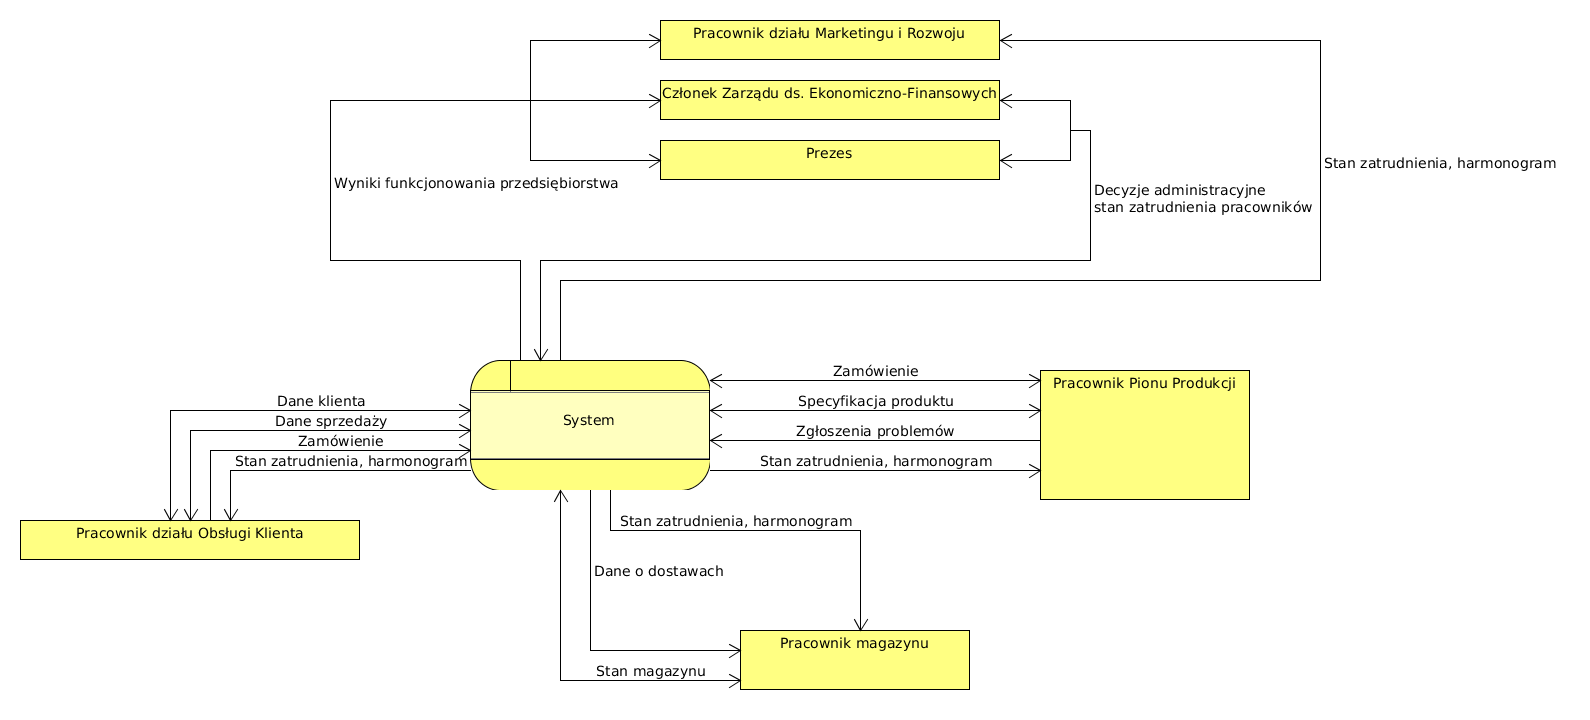 Pracownik działu Marketingu i Rozwoju
Członek Zarządu ds. Ekonomiczno-Finansowych
Prezes
Stan zatrudnienia, harmonogram
Wyniki funkcjonowania przedsiębiorstwa
Decyzje administracyjne
stan zatrudnienia pracowników
Zamówienie
Pracownik Pionu Produkcji
Dane klienta
Specyfikacja produktu
Dane sprzedaży
System
Zgłoszenia problemów
Zamówienie
Stan zatrudnienia, harmonogram
Stan zatrudnienia, harmonogram
Stan zatrudnienia, harmonogram
Pracownik działu Obsługi Klienta
Dane o dostawach
Pracownik magazynu
Stan magazynu